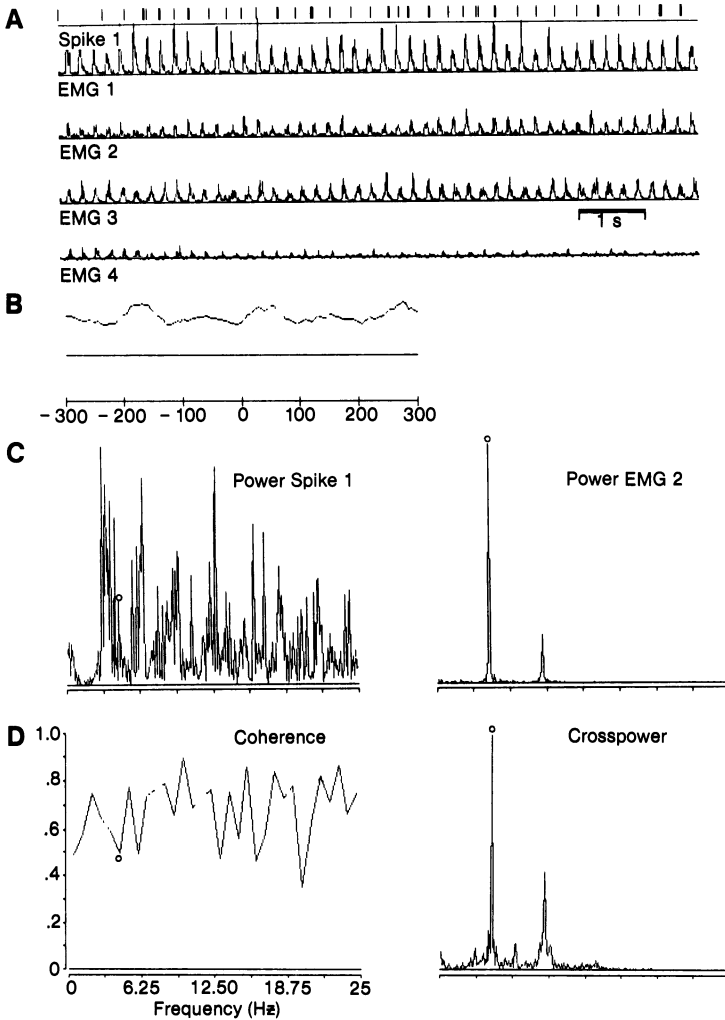 A
Spike 1
EMG 1
EMG 2
EMG 3
1 s
EMG 4
B
-300 -200 -100 0 100 200 300
C
Power Spike 1
Power EMG 2
D
1.0
Coherence
Crosspower
.8
.6
.4
.2
0
0 6.25 12.50 18.75 25
Frequency (Hz)